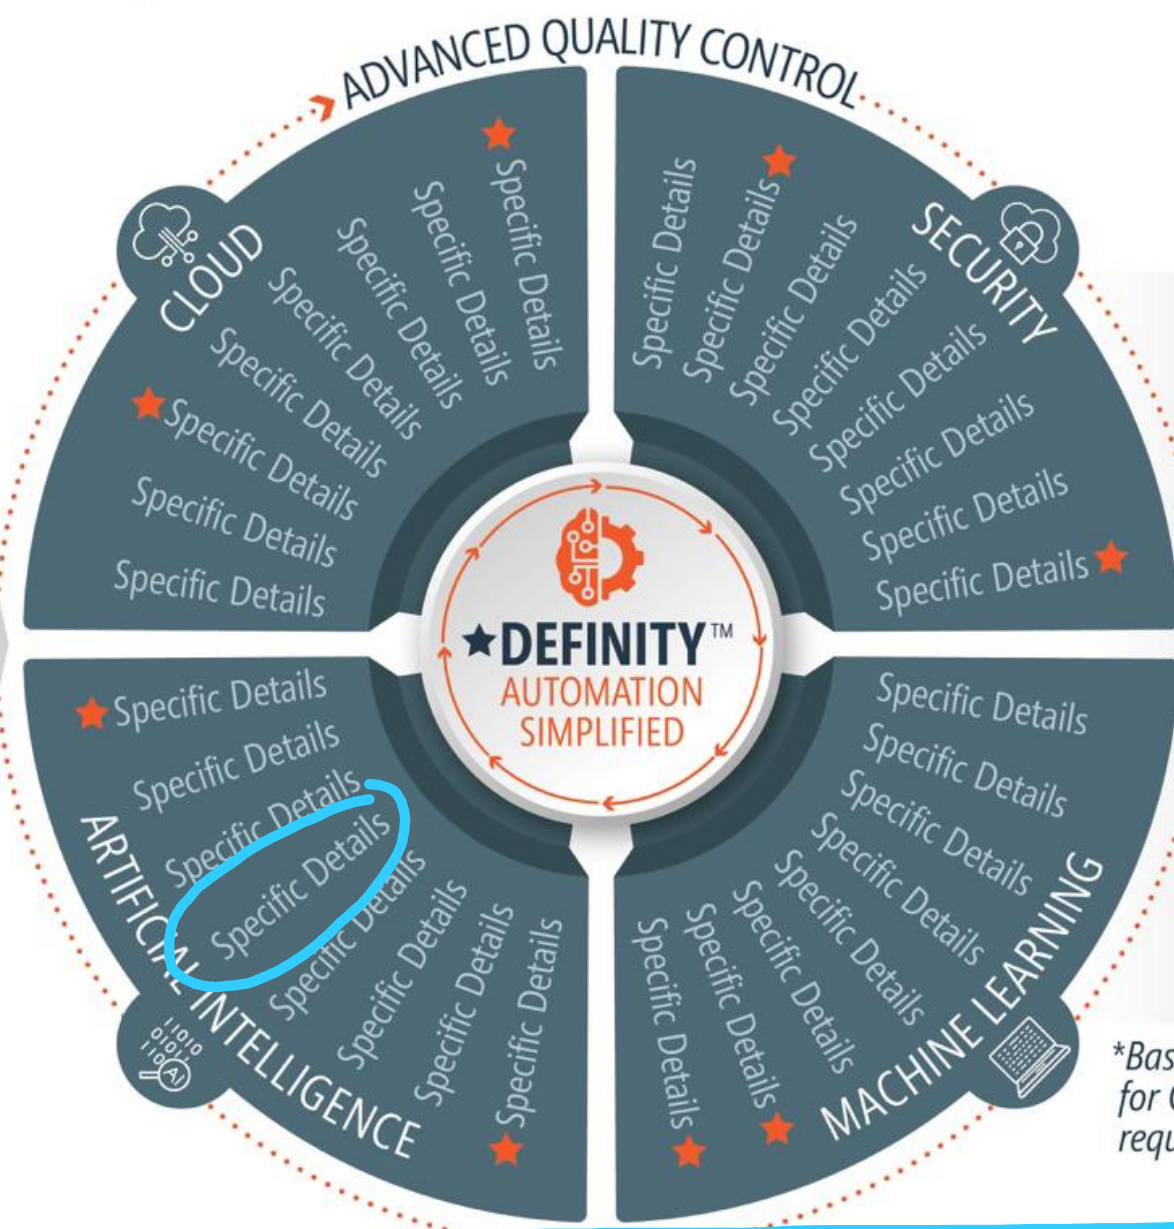 ADVANCED QUALITY CONTROL
CLOUD
Specific Details
Specific Details
Specific Details
Specific Details
Specific Details
Specific Details
Specific Details
Specific Details
SECURITY
Specific Details
Specific Details
Specific Details
Specific Details
Specific Details
Specific Details
Specific Details
Specific Details
DEFINITY™
AUTOMATION
SIMPLIFIED
ARTIFICIAL INTELLIGENCE
Specific Details
Specific Details
Specific Details
Specific Details
Specific Details
Specific Details
Specific Details
Specific Details
11010
AI
MACHINE LEARNING
Specific Details
Specific Details
Specific Details
Specific Details
Specific Details
Specific Details
Specific Details
Specific Details
for